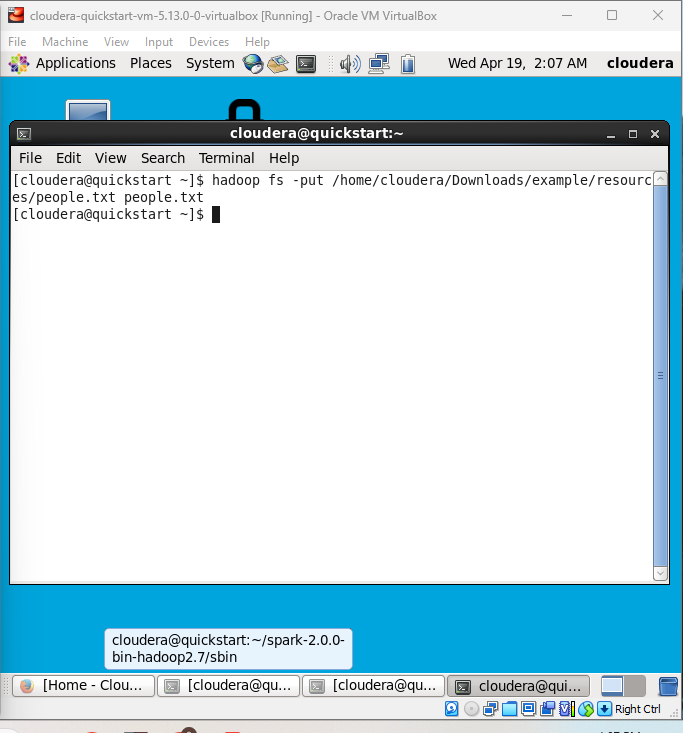 cloudera-quickstart-vm-5.13.0-0-virtualbox [Running] - Oracle VM VirtualBox
File Machine View Input Devices Help
Applications Places System Wed Apr 19, 2:07 AM cloudera
cloudera@quickstart:~
File Edit View Search Terminal Help
[cloudera@quickstart ~]$ hadoop fs -put /home/cloudera/Downloads/example/resourc
es/people.txt people.txt
[cloudera@quickstart ~]$
cloudera@quickstart:~/spark-2.0.0-
bin-hadoop2.7/sbin
[Home - Clou... [cloudera@qu... [cloudera@qu... cloudera@qui...
Right Ctrl